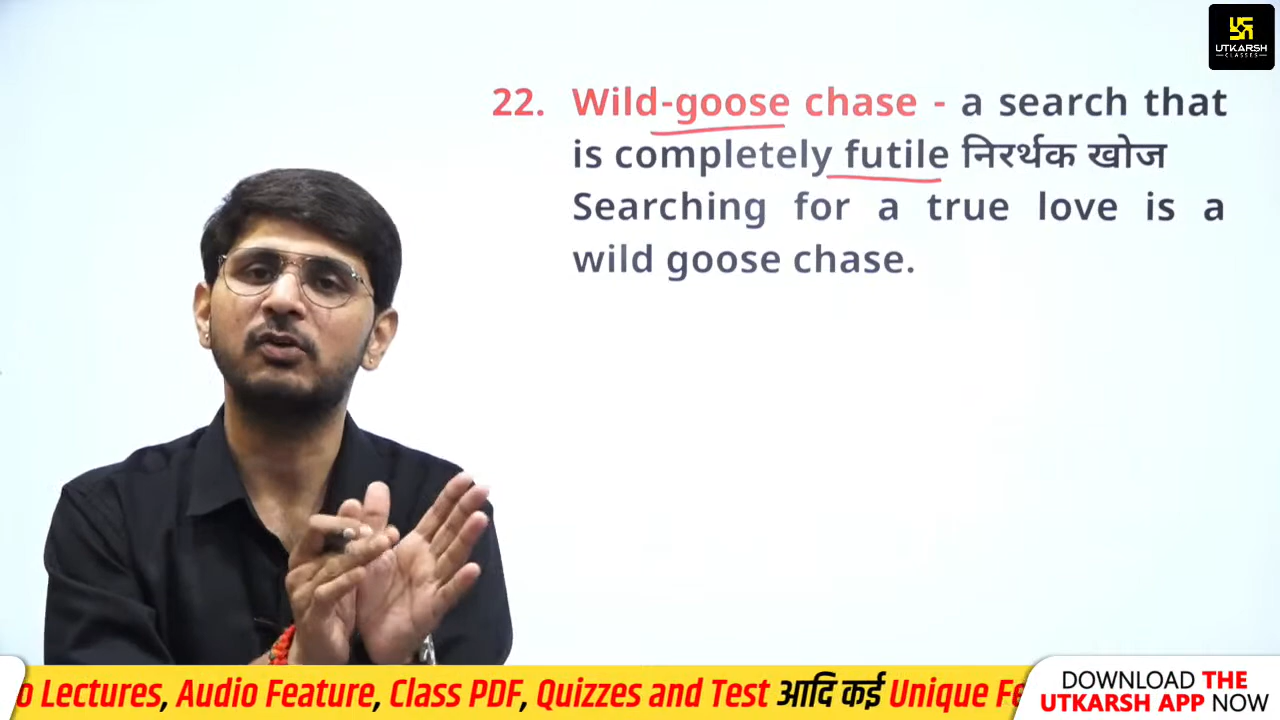 UTKARSH
CLASSES
22. Wild-goose chase - a search that
is completely futile निरर्थक खोज
Searching for a true love is a
wild goose chase.
o Lectures, Audio Feature, Class PDF, Quizzes and Test आदि कई Unique Fe
DOWNLOAD THE
UTKARSH APP NOW